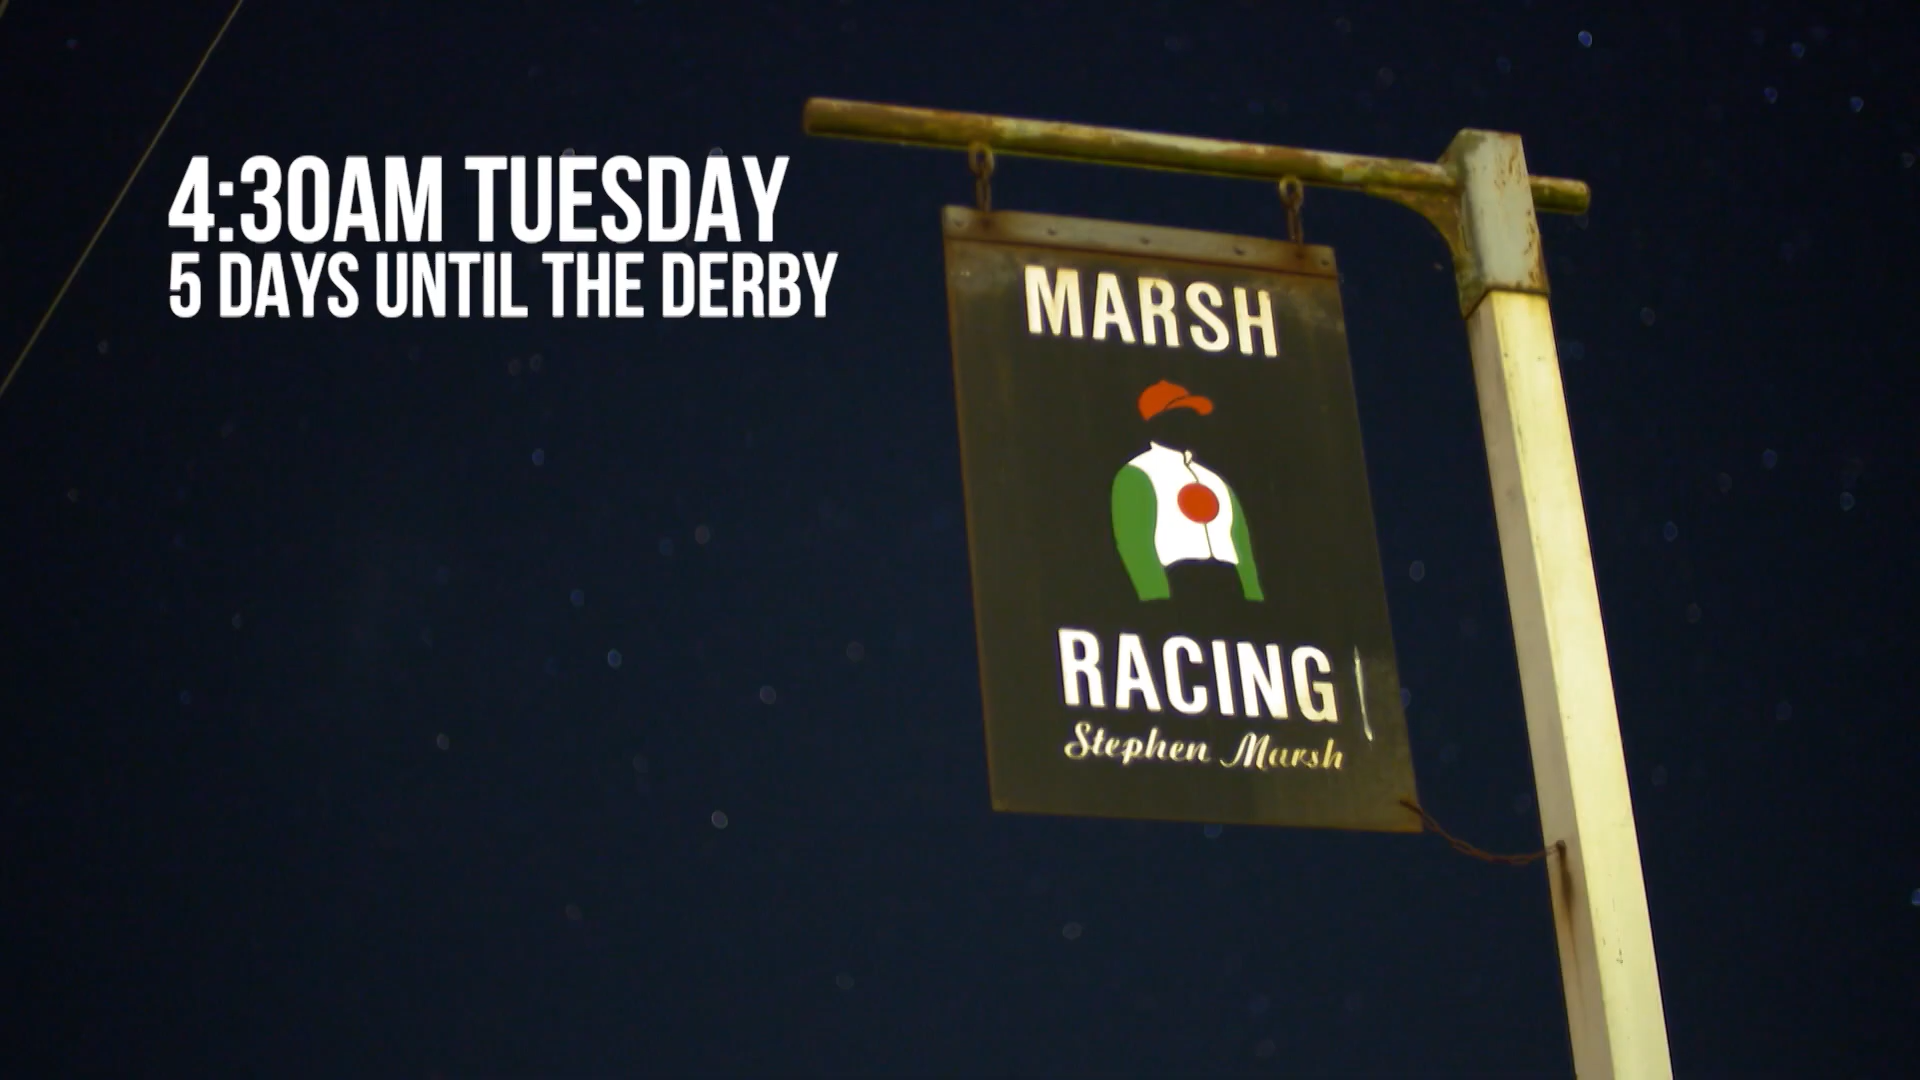 4:30AM TUESDAY
5 DAYS UNTIL THE DERBY
MARSH
RACING
Stephen Marsh